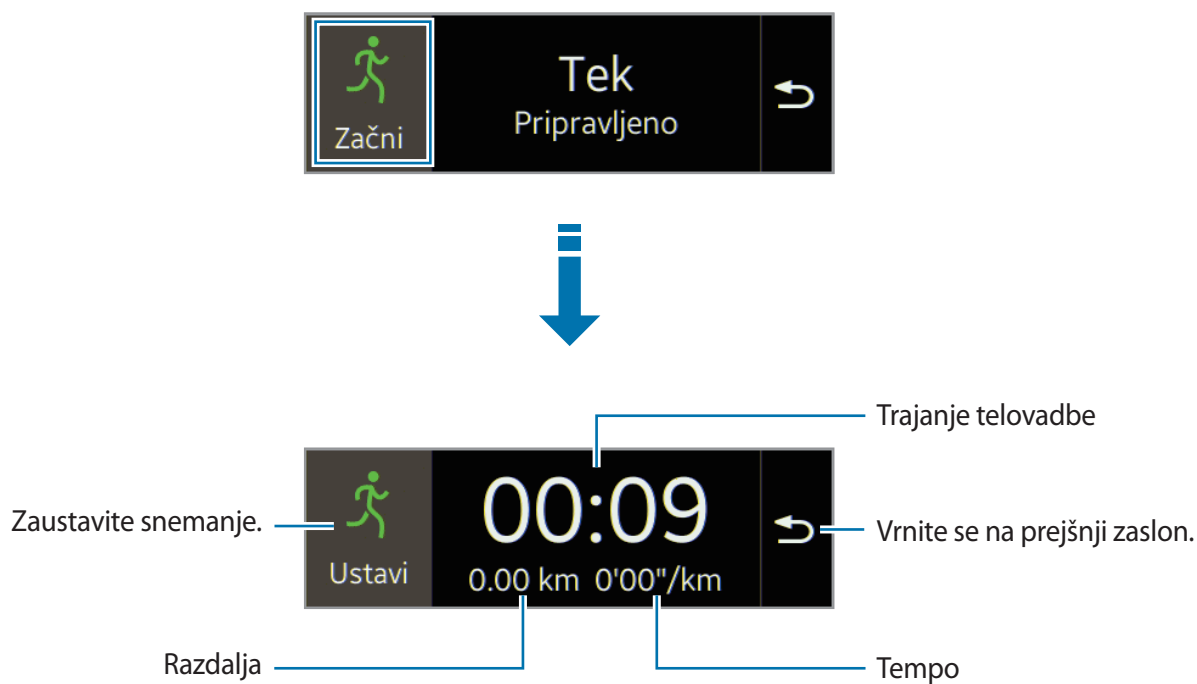 Tek
Pripravljeno
Začni
Trajanje telovadbe
Zaustavite snemanje.
00:09
Vrnite se na prejšnji zaslon.
Ustavi
0.00 km 0'00"/km
Razdalja
Tempo